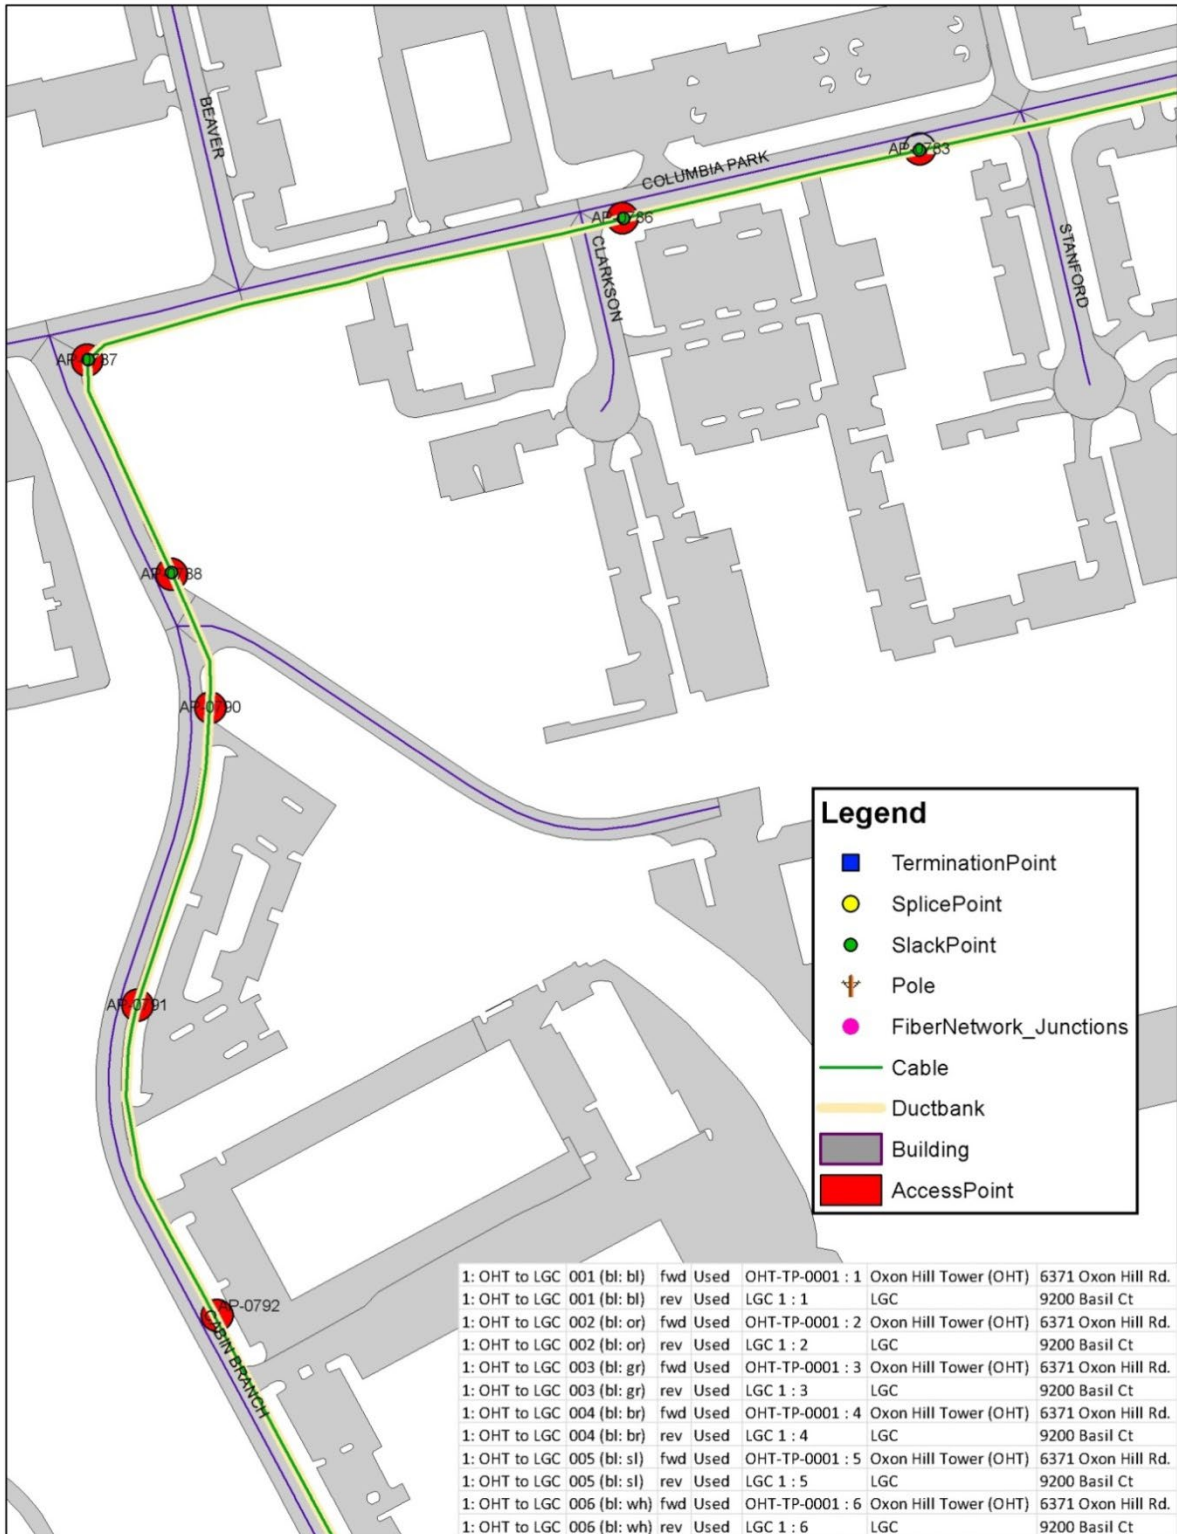 BEAVER
COLUMBIA PARK
AP-0783
AP-0786
CLARKSON
STANFORD
AP-0787
AP-0788
AP-0790
AP-0791
AP-0792
CABIN BRANCH
Legend
TerminationPoint
SplicePoint
SlackPoint
Pole
FiberNetwork_Junctions
Cable
Ductbank
Building
AccessPoint
1: OHT to LGC 001 (bl: bl) fwd Used OHT-TP-0001 : 1 Oxon Hill Tower (OHT) 6371 Oxon Hill Rd.
1: OHT to LGC 001 (bl: bl) rev Used LGC 1 : 1 LGC 9200 Basil Ct
1: OHT to LGC 002 (bl: or) fwd Used OHT-TP-0001 : 2 Oxon Hill Tower (OHT) 6371 Oxon Hill Rd.
1: OHT to LGC 002 (bl: or) rev Used LGC 1 : 2 LGC 9200 Basil Ct
1: OHT to LGC 003 (bl: gr) fwd Used OHT-TP-0001 : 3 Oxon Hill Tower (OHT) 6371 Oxon Hill Rd.
1: OHT to LGC 003 (bl: gr) rev Used LGC 1 : 3 LGC 9200 Basil Ct
1: OHT to LGC 004 (bl: br) fwd Used OHT-TP-0001 : 4 Oxon Hill Tower (OHT) 6371 Oxon Hill Rd.
1: OHT to LGC 004 (bl: br) rev Used LGC 1 : 4 LGC 9200 Basil Ct
1: OHT to LGC 005 (bl: sl) fwd Used OHT-TP-0001 : 5 Oxon Hill Tower (OHT) 6371 Oxon Hill Rd.
1: OHT to LGC 005 (bl: sl) rev Used LGC 1 : 5 LGC 9200 Basil Ct
1: OHT to LGC 006 (bl: wh) fwd Used OHT-TP-0001 : 6 Oxon Hill Tower (OHT) 6371 Oxon Hill Rd.
1: OHT to LGC 006 (bl: wh) rev Used LGC 1 : 6 LGC 9200 Basil Ct